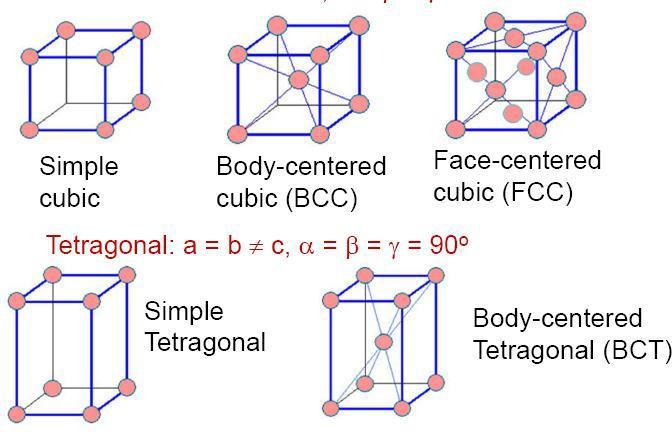 Simple
cubic
Body-centered
cubic (BCC)
Face-centered
cubic (FCC)
Tetragonal: a = b ≠ c, α = β = γ = 90º
Simple
Tetragonal
Body-centered
Tetragonal (BCT)